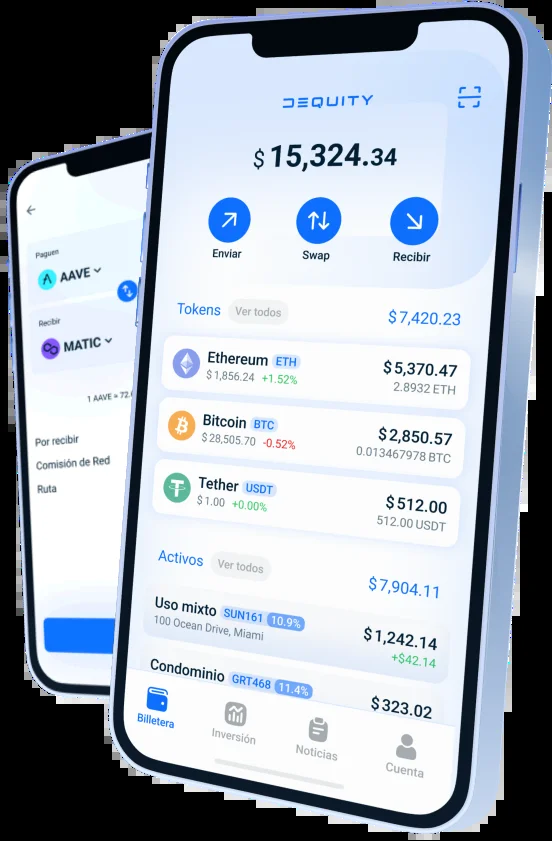 DEQUITY
$ 15,324.34
Enviar
Swap
Recibir
Tokens
Ver todos
$7,420.23
Ethereum ETH
$5,370.47
$1,856.24 +1.52%
2.8932 ETH
Bitcoin BTC
$2,850.57
$28,505.70 -0.52%
0.013467978 BTC
Tether USDT
$512.00
$1.00 +0.00%
512.00 USDT
Activos
Ver todos
$7,904.11
Uso mixto SUN161 10.9%
$1,242.14
100 Ocean Drive, Miami
+$42.14
Condominio GRT468 11.4%
$323.02
Billetera
Inversión
Noticias
Cuenta
Paguen
AAVE
Recibir
MATIC
1 AAVE = 72.
Por recibir
Comisión de Red
Ruta